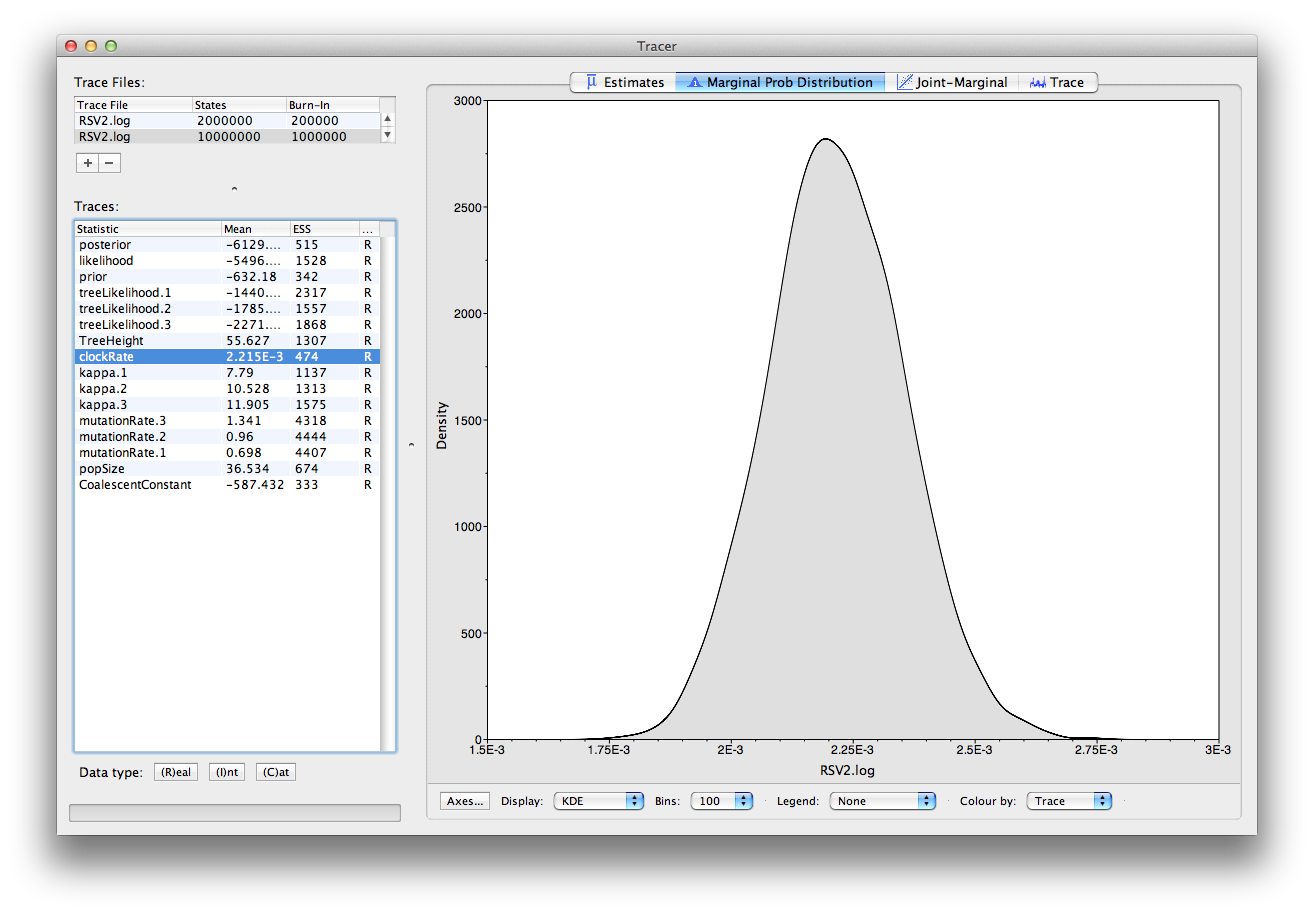 Tracer
Trace Files:
Trace File States Burn-In
RSV2.log 2000000 200000
RSV2.log 10000000 1000000
+ −
Traces:
Statistic Mean ESS ...
posterior -6129.... 515 R
likelihood -5496.... 1528 R
prior -632.18 342 R
treeLikelihood.1 -1440.... 2317 R
treeLikelihood.2 -1785.... 1557 R
treeLikelihood.3 -2271.... 1868 R
TreeHeight 55.627 1307 R
clockRate 2.215E-3 474 R
kappa.1 7.79 1137 R
kappa.2 10.528 1313 R
kappa.3 11.905 1575 R
mutationRate.3 1.341 4318 R
mutationRate.2 0.96 4444 R
mutationRate.1 0.698 4407 R
popSize 36.534 674 R
CoalescentConstant -587.432 333 R
Data type: (R)eal (I)nt (C)at
Estimates Marginal Prob Distribution Joint-Marginal Trace
3000
2500
2000
1500
1000
500
0
Density
1.5E-3 1.75E-3 2E-3 2.25E-3 2.5E-3 2.75E-3 3E-3
RSV2.log
Axes... Display: KDE Bins: 100 Legend: None Colour by: Trace